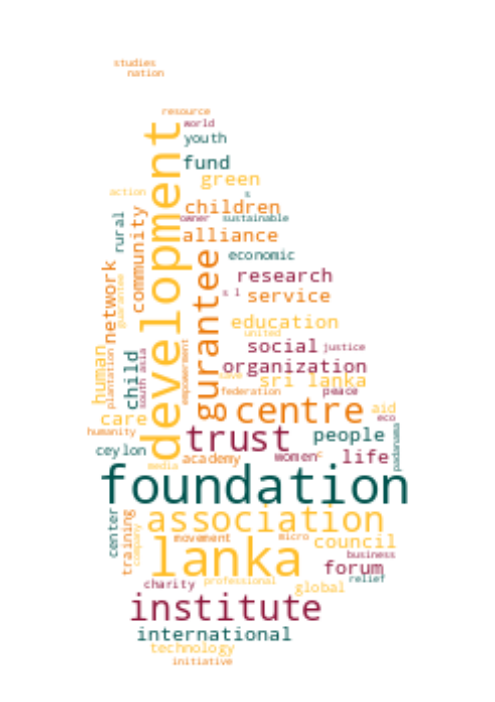 studies
nation
resource
world
youth
development
fund
green
action
s
children
owner sustainable
rural
community
alliance
economic
gurantee
research
network
guarantee
s l service
education
united
human
plantation
child
south asia
empowerment
social justice
organization
sri lanka
federation
peace
care
centre aid
eco
humanity
trust people
padanama
ceylon
media
academy
women
life
foundation
center
training
company
association
movement
micro
council
lanka
business
forum
relief
charity professional
global
institute
international
technology
initiative